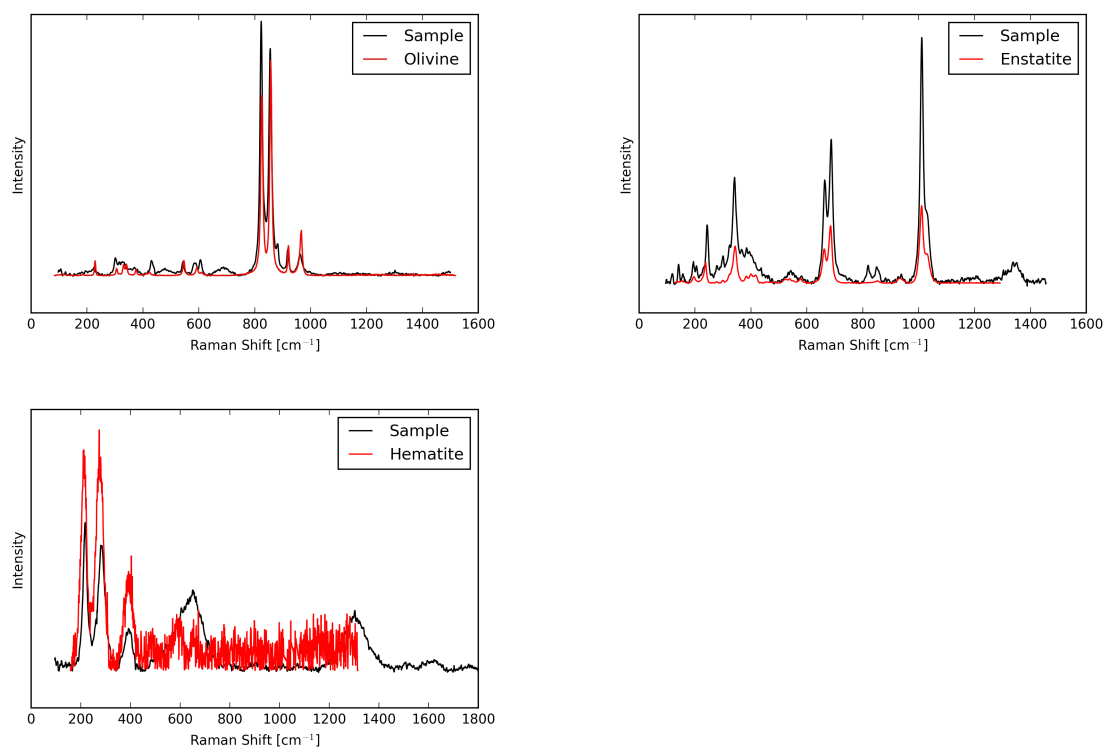 Sample
Olivine
Intensity
0 200 400 600 800 1000 1200 1400 1600
Raman Shift [cm⁻¹]
Sample
Enstatite
Intensity
0 200 400 600 800 1000 1200 1400 1600
Raman Shift [cm⁻¹]
Sample
Hematite
Intensity
0 200 400 600 800 1000 1200 1400 1600 1800
Raman Shift [cm⁻¹]